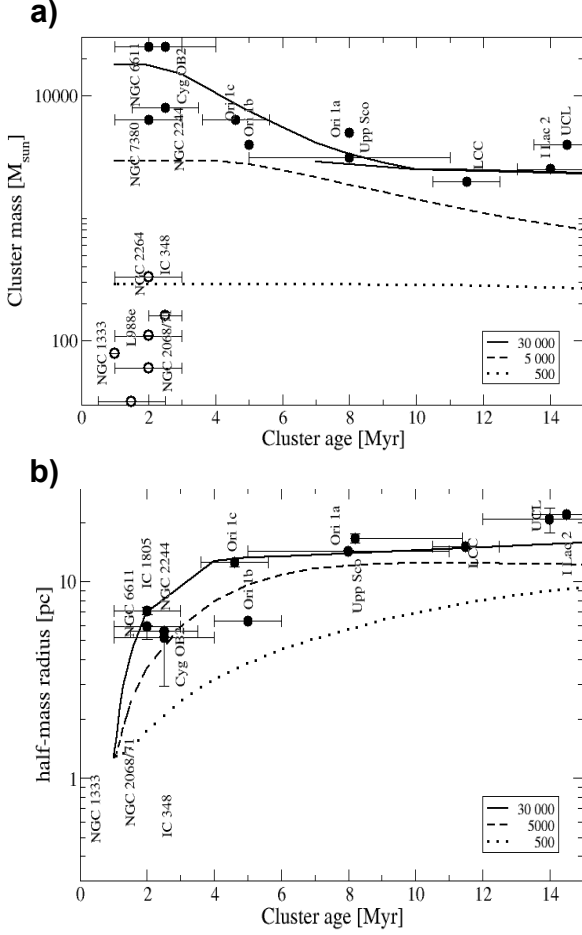 a)
10000
100
Cluster mass [M_sun]
NGC 6611
Cyg OB2
NGC 7380
NGC 2244
Ori 1c
Ori 1b
Ori 1a
Upp Sco
LCC
I Lac 2
UCL
NGC 2264
IC 348
NGC 1333
L988e
NGC 2068/71
30 000
5 000
500
0 2 4 6 8 10 12 14
Cluster age [Myr]
b)
10
1
half-mass radius [pc]
NGC 6611
IC 1805
NGC 2244
Cyg OB2
Ori 1c
Ori 1b
Ori 1a
Upp Sco
LCC
UCL
I Lac 2
NGC 1333
NGC 2068/71
IC 348
30 000
5000
500
0 2 4 6 8 10 12 14
Cluster age [Myr]